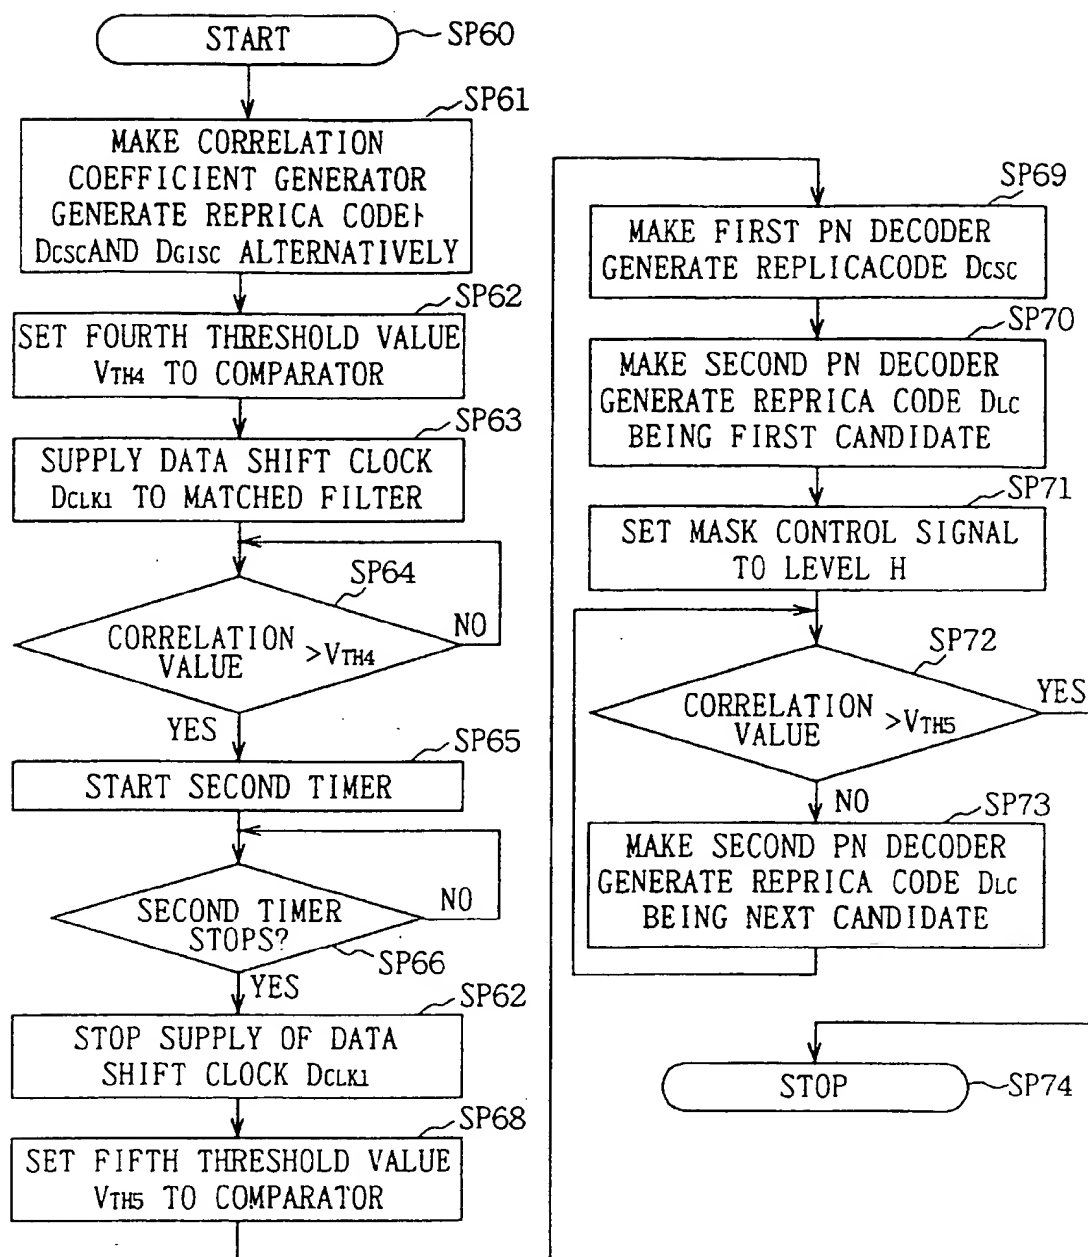 START
SP60
SP61
MAKE CORRELATION
COEFFICIENT GENERATOR
GENERATE REPRICA CODE
DCSCAND DGISC ALTERNATIVELY
SP62
SET FOURTH THRESHOLD VALUE
VTH4 TO COMPARATOR
SP63
SUPPLY DATA SHIFT CLOCK
DCLK1 TO MATCHED FILTER
SP64
CORRELATION
VALUE
>VTH4
NO
YES
SP65
START SECOND TIMER
SECOND TIMER
STOPS?
NO
SP66
YES
SP62
STOP SUPPLY OF DATA
SHIFT CLOCK DCLK1
SP68
SET FIFTH THRESHOLD VALUE
VTH5 TO COMPARATOR
SP69
MAKE FIRST PN DECODER
GENERATE REPLICACODE DCSC
SP70
MAKE SECOND PN DECODER
GENERATE REPRICA CODE DLC
BEING FIRST CANDIDATE
SP71
SET MASK CONTROL SIGNAL
TO LEVEL H
SP72
CORRELATION
VALUE
>VTH5
YES
NO
SP73
MAKE SECOND PN DECODER
GENERATE REPRICA CODE DLC
BEING NEXT CANDIDATE
STOP
SP74